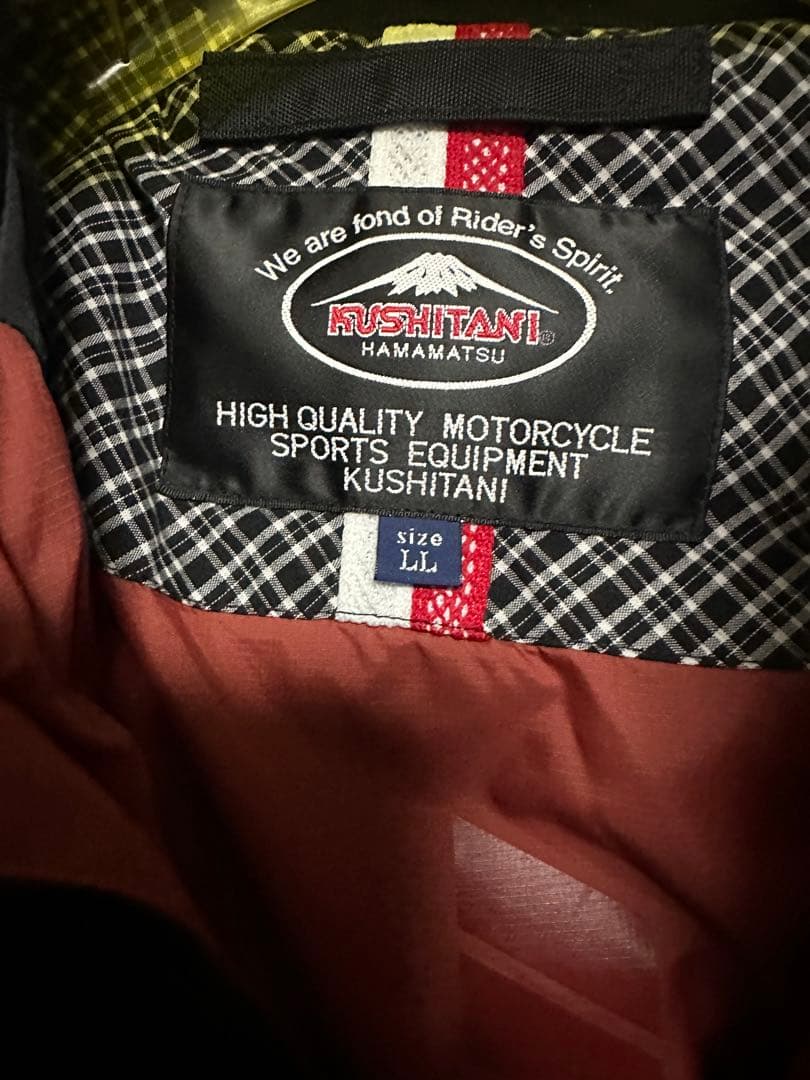 We are fond of Rider's Spirit.
KUSHITANI®
HAMAMATSU
HIGH QUALITY MOTORCYCLE
SPORTS EQUIPMENT
KUSHITANI
size
LL